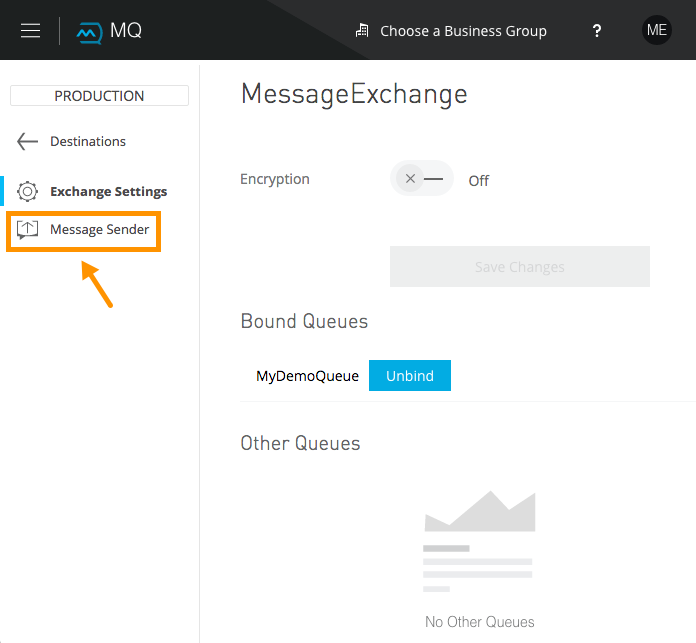 MQ
Choose a Business Group
?
ME
PRODUCTION
Destinations
Exchange Settings
Message Sender
MessageExchange
Encryption
Off
Save Changes
Bound Queues
MyDemoQueue
Unbind
Other Queues
No Other Queues